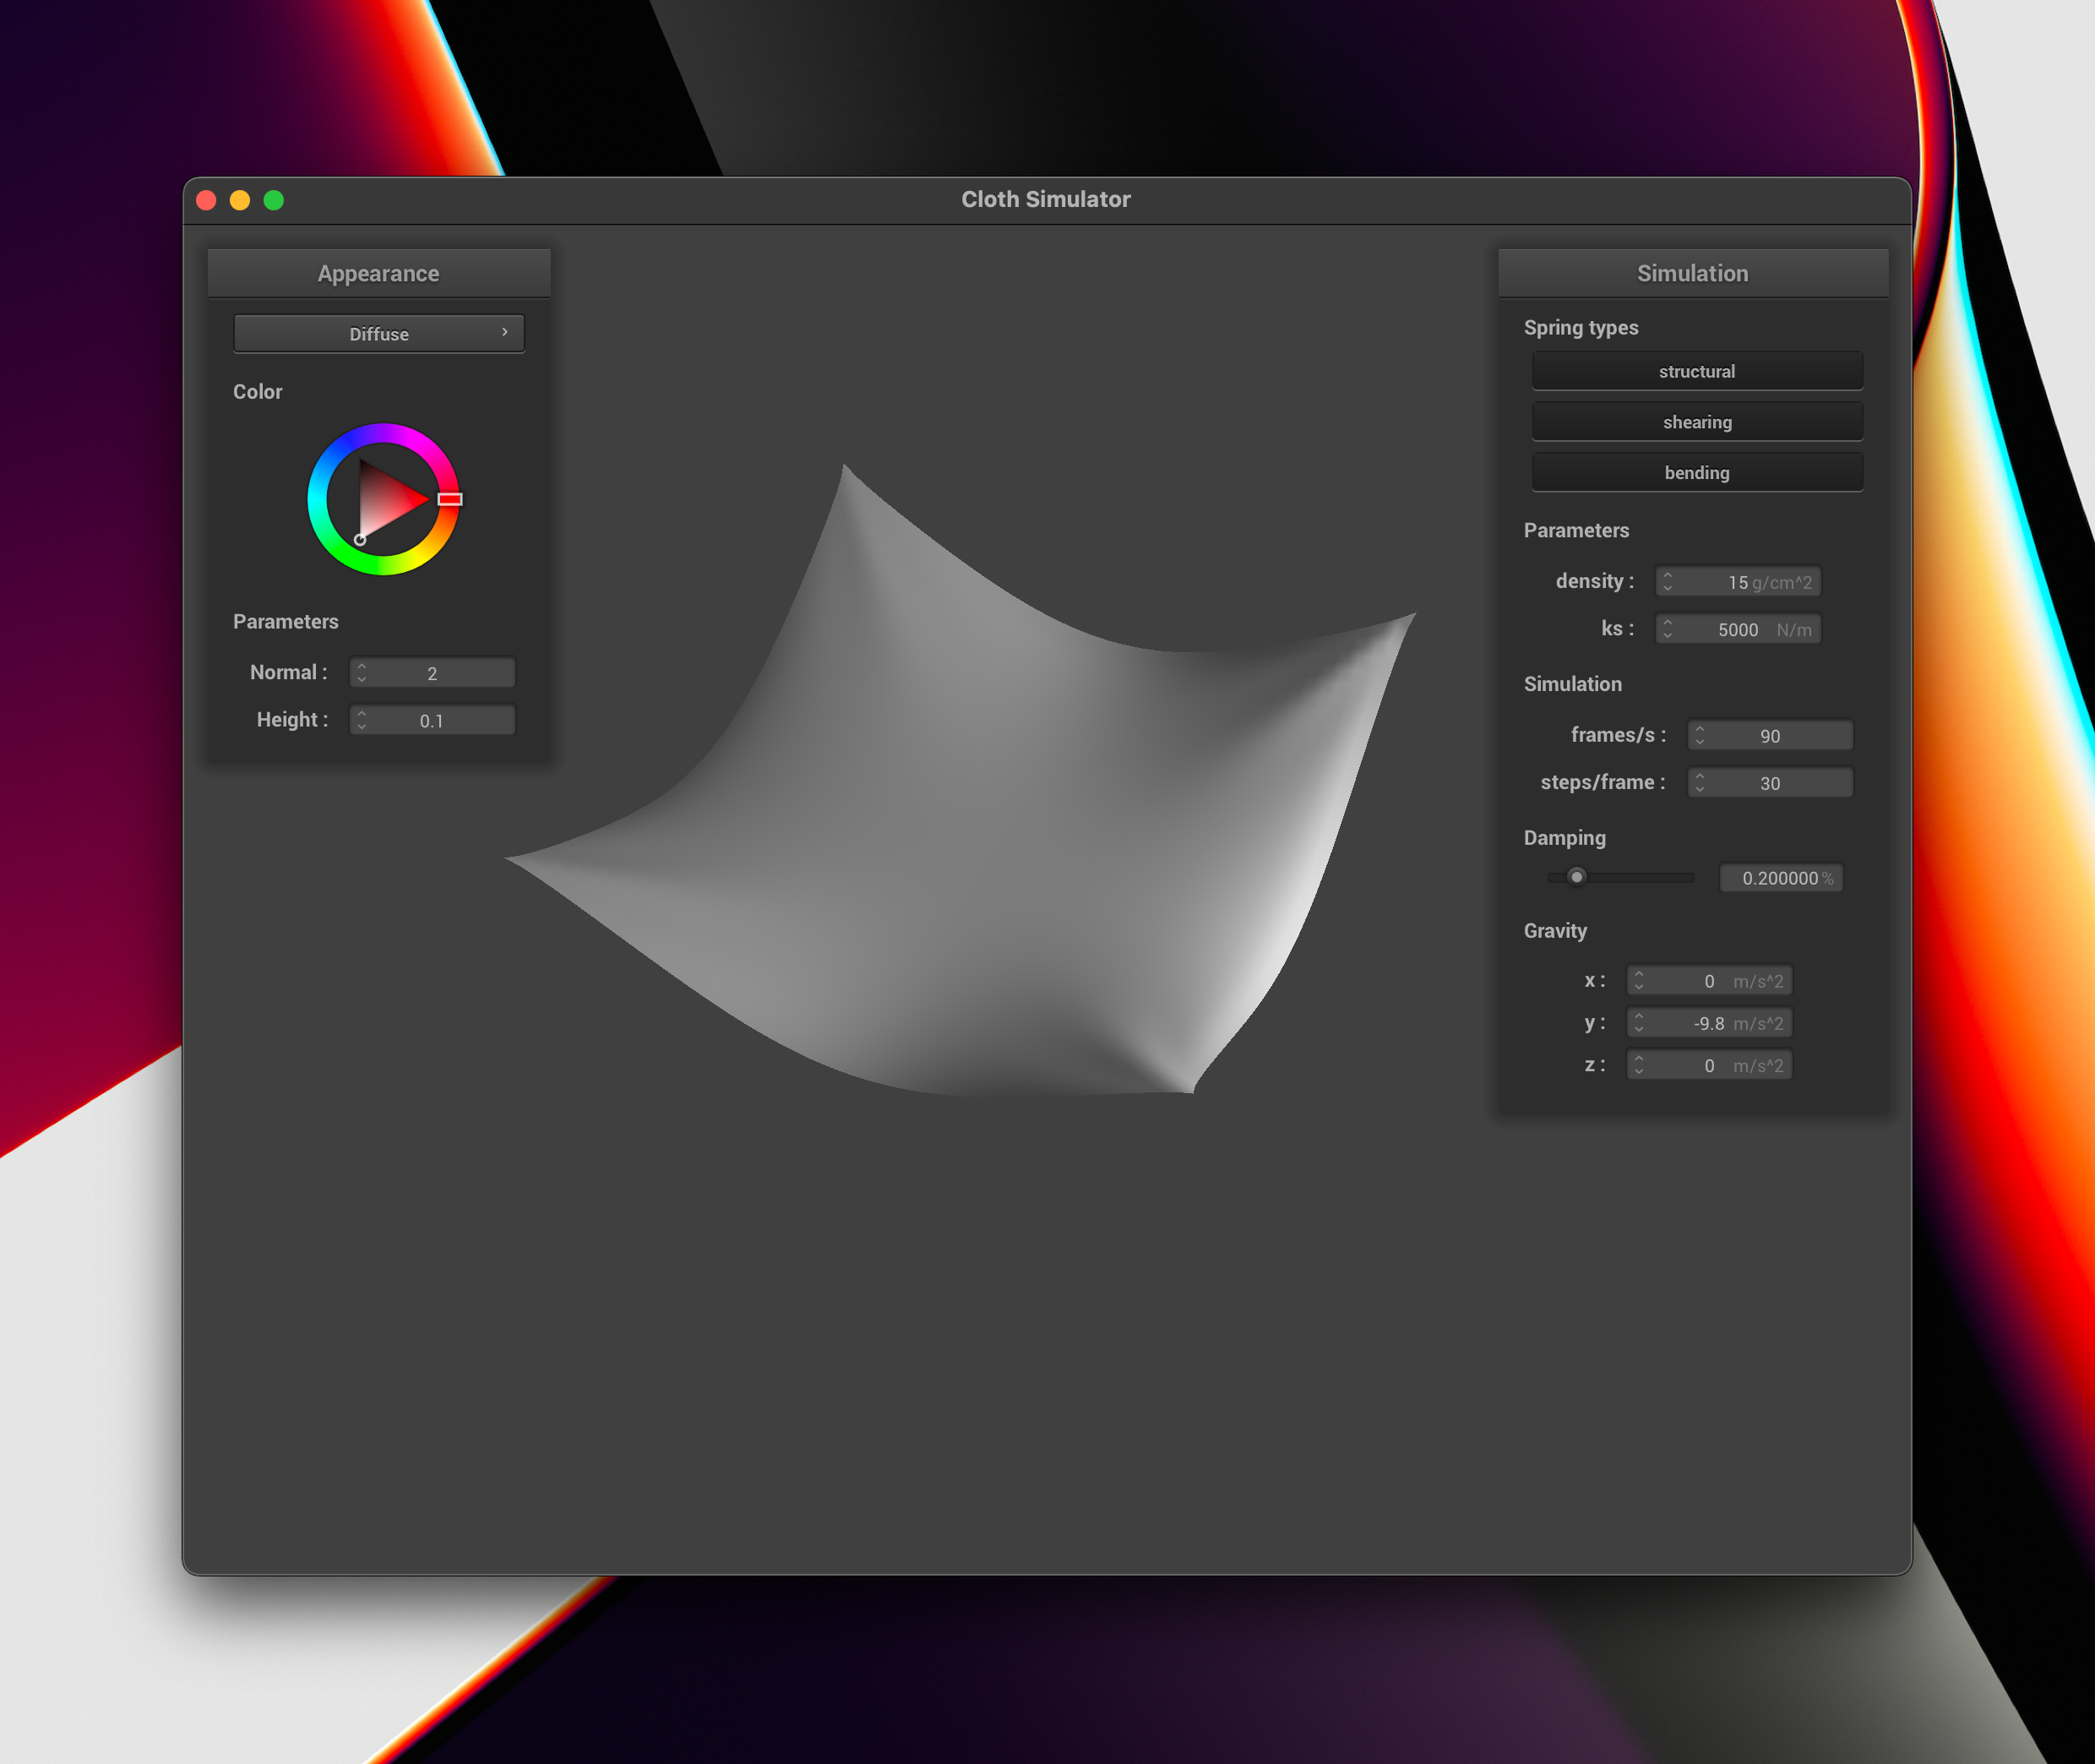 Cloth Simulator
Appearance
Diffuse
Color
Parameters
Normal : 2
Height : 0.1
Simulation
Spring types
structural
shearing
bending
Parameters
density : 15 g/cm^2
ks : 5000 N/m
Simulation
frames/s : 90
steps/frame : 30
Damping
0.200000 %
Gravity
x : 0 m/s^2
y : -9.8 m/s^2
z : 0 m/s^2